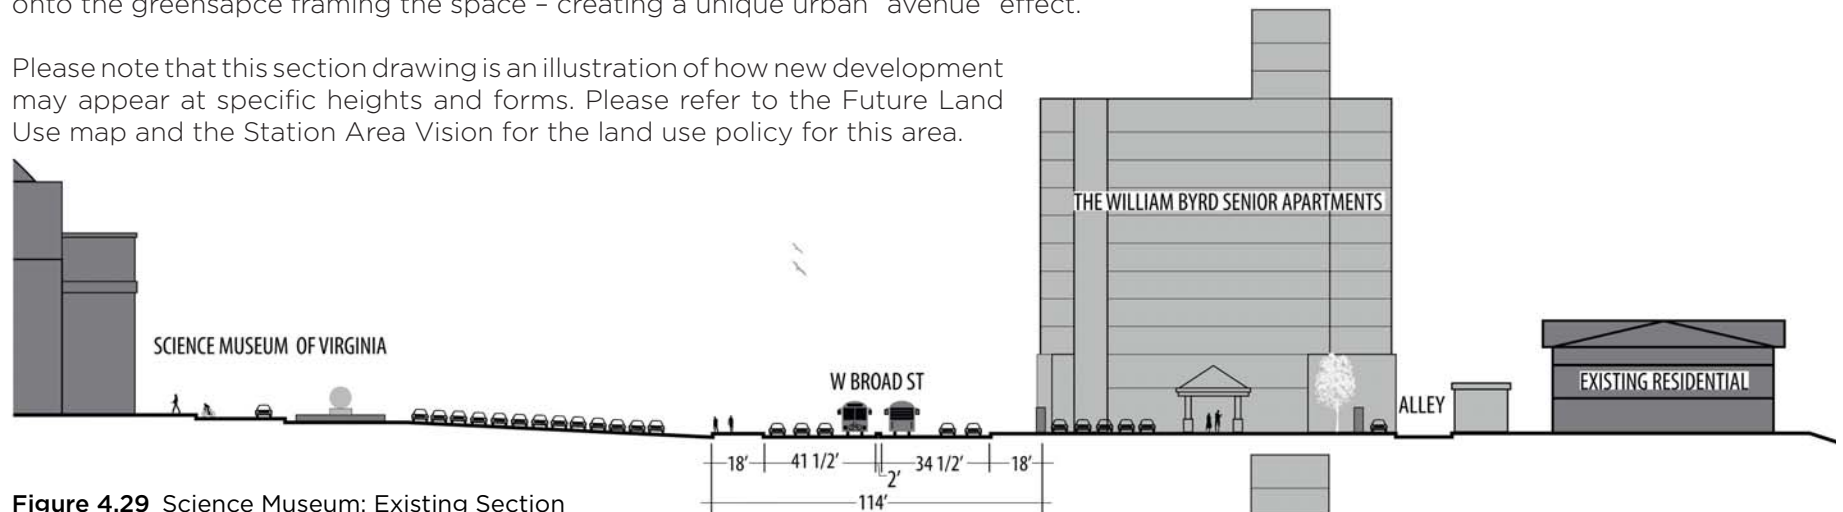 onto the greensapce framing the space – creating a unique urban “avenue” effect.
Please note that this section drawing is an illustration of how new development
may appear at specific heights and forms. Please refer to the Future Land
Use map and the Station Area Vision for the land use policy for this area.
THE WILLIAM BYRD SENIOR APARTMENTS
SCIENCE MUSEUM OF VIRGINIA
W BROAD ST
EXISTING RESIDENTIAL
ALLEY
18' 41 1/2' 2' 34 1/2' 18'
114'
Figure 4.29 Science Museum: Existing Section